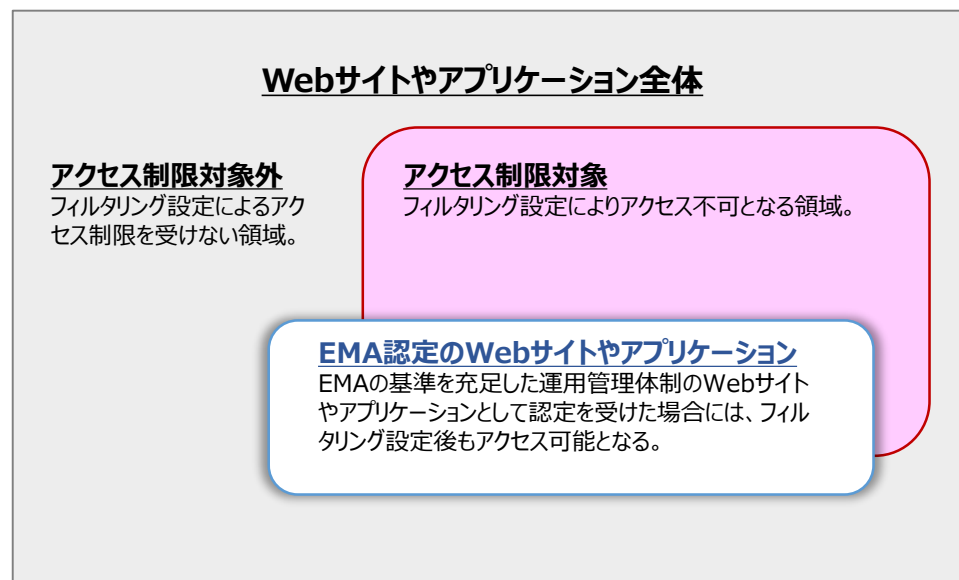 Webサイトやアプリケーション全体
アクセス制限対象外
フィルタリング設定によるアク
セス制限を受けない領域。
アクセス制限対象
フィルタリング設定によりアクセス不可となる領域。
EMA認定のWebサイトやアプリケーション
EMAの基準を充足した運用管理体制のWebサイト
やアプリケーションとして認定を受けた場合には、フィル
タリング設定後もアクセス可能となる。